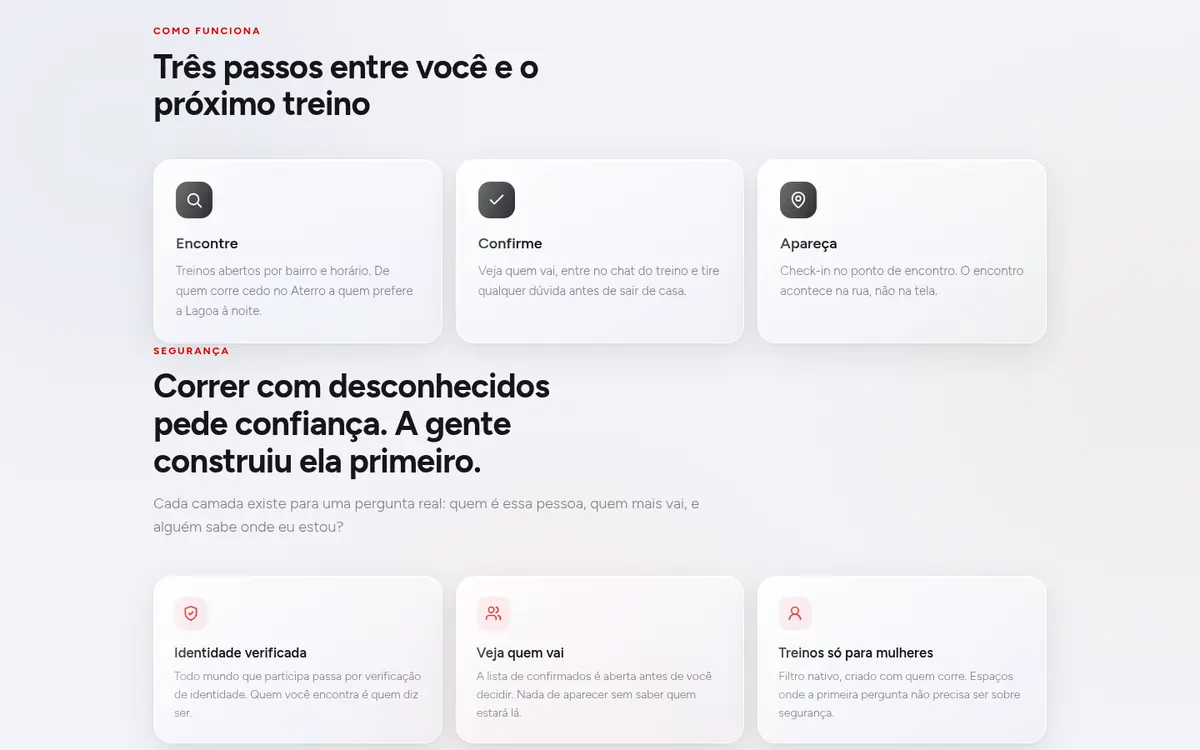 COMO FUNCIONA
Três passos entre você e o
próximo treino
Encontre
Treinos abertos por bairro e horário. De
quem corre cedo no Aterro a quem prefere
a Lagoa à noite.
Confirme
Veja quem vai, entre no chat do treino e tire
qualquer dúvida antes de sair de casa.
Apareça
Check-in no ponto de encontro. O encontro
acontece na rua, não na tela.
SEGURANÇA
Correr com desconhecidos
pede confiança. A gente
construiu ela primeiro.
Cada camada existe para uma pergunta real: quem é essa pessoa, quem mais vai, e
alguém sabe onde eu estou?
Identidade verificada
Todo mundo que participa passa por verificação
de identidade. Quem você encontra é quem diz
ser.
Veja quem vai
A lista de confirmados é aberta antes de você
decidir. Nada de aparecer sem saber quem
estará lá.
Treinos só para mulheres
Filtro nativo, criado com quem corre. Espaços
onde a primeira pergunta não precisa ser sobre
segurança.